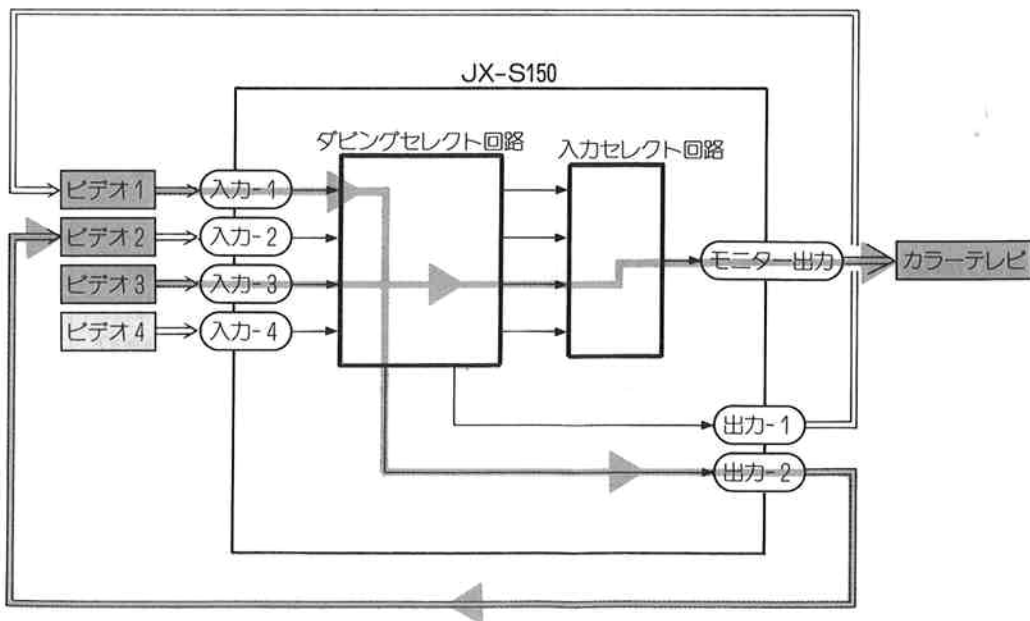 JX-S150
ダビングセレクト回路
入力セレクト回路
ビデオ1
入力-1
ビデオ2
入力-2
モニター出力
カラーテレビ
ビデオ3
入力-3
ビデオ4
入力-4
出力-1
出力-2